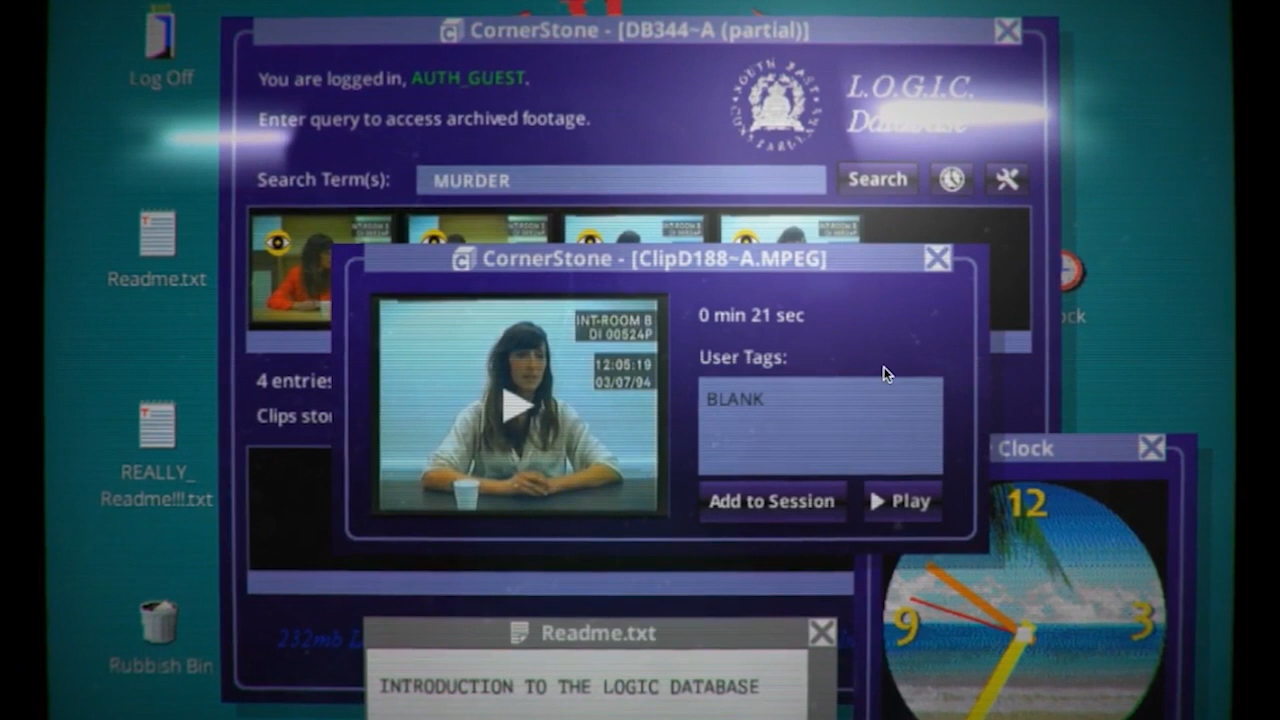 CornerStone - [DB344~A (partial)]
Log Off
You are logged in, AUTH_GUEST.
L.O.G.I.C.
Database
Enter query to access archived footage.
Search Term(s):
MURDER
Search
Readme.txt
CornerStone - [ClipD188~A.MPEG]
INT-ROOM B
DI 00524P
12:05:19
03/07/94
0 min 21 sec
User Tags:
BLANK
4 entries
Clips sto
Add to Session
Play
REALLY_
Readme!!!.txt
Clock
12
9
3
Rubbish Bin
232mb
Readme.txt
INTRODUCTION TO THE LOGIC DATABASE